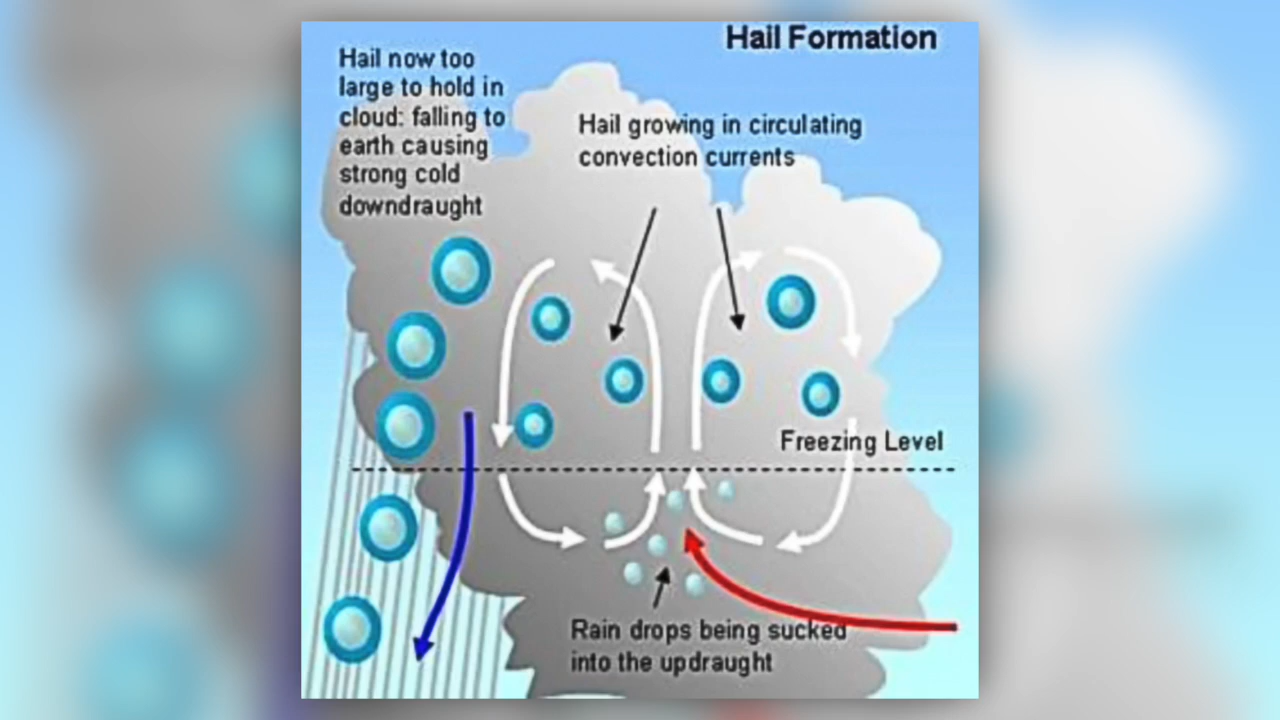 Hail Formation
Hail now too
large to hold in
cloud: falling to
earth causing
strong cold
downdraught
Hail growing in circulating
convection currents
Freezing Level
Rain drops being sucked
into the updraught